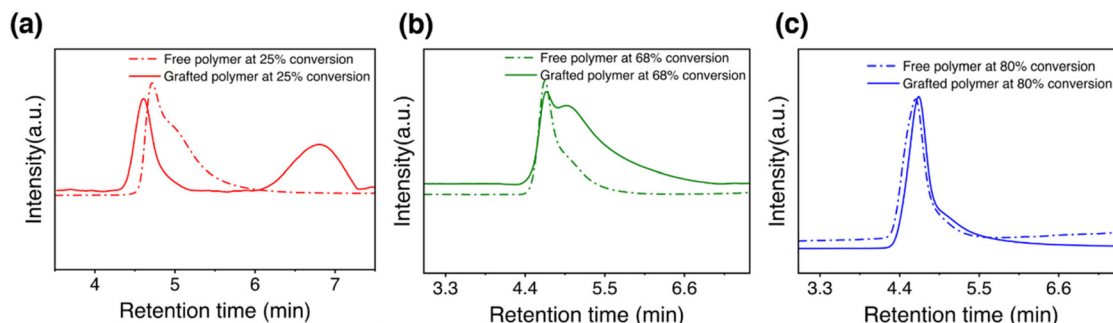 (a)
Free polymer at 25% conversion
Grafted polymer at 25% conversion
Intensity(a.u.)
4 5 6 7
Retention time (min)
(b)
Free polymer at 68% conversion
Grafted polymer at 68% conversion
Intensity(a.u.)
3.3 4.4 5.5 6.6
Retention time (min)
(c)
Free polymer at 80% conversion
Grafted polymer at 80% conversion
Intensity(a.u.)
3.3 4.4 5.5 6.6
Retention time (min)